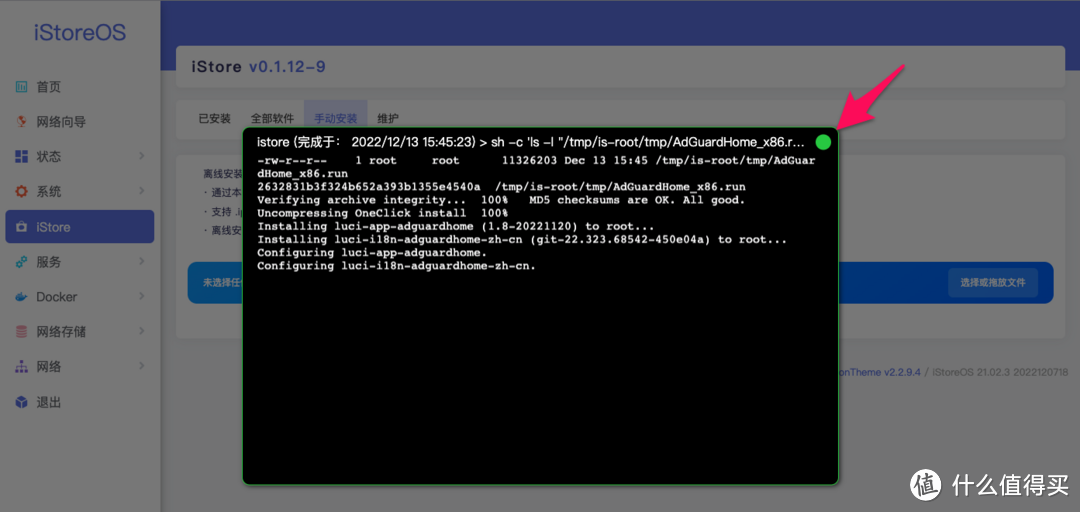 iStoreOS
首页
网络向导
状态
系统
iStore
服务
Docker
网络存储
网络
退出
iStore v0.1.12-9
已安装 全部软件 手动安装 维护
离线安装
· 通过本
· 支持 .ip
· 离线安
未选择任
选择或拖放文件
istore (完成于： 2022/12/13 15:45:23) > sh -c 'ls -l "/tmp/is-root/tmp/AdGuardHome_x86.r...
-rw-r--r-- 1 root root 11326203 Dec 13 15:45 /tmp/is-root/tmp/AdGuar
dHome_x86.run
2632831b3f324b652a393b1355e4540a /tmp/is-root/tmp/AdGuardHome_x86.run
Verifying archive integrity... 100% MD5 checksums are OK. All good.
Uncompressing OneClick install 100%
Installing luci-app-adguardhome (1.8-20221120) to root...
Installing luci-i18n-adguardhome-zh-cn (git-22.323.68542-450e04a) to root...
Configuring luci-app-adguardhome.
Configuring luci-i18n-adguardhome-zh-cn.
onTheme v2.2.9.4 / iStoreOS 21.02.3 2022120718
值 什么值得买